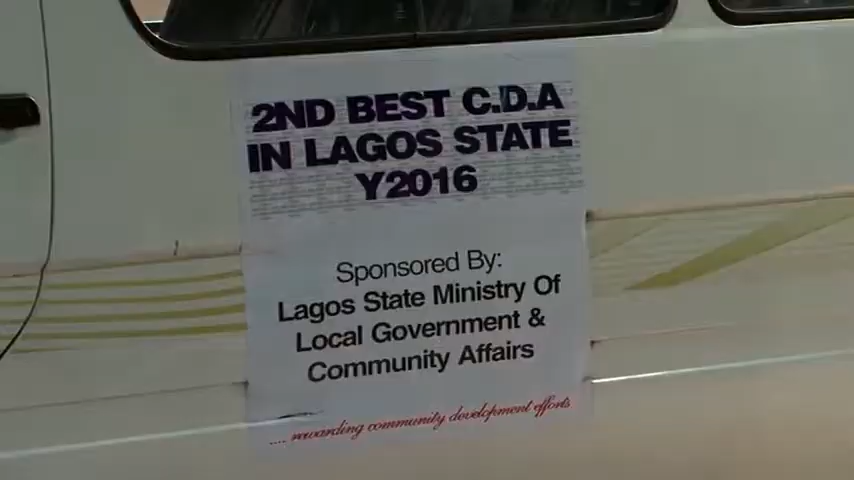 2ND BEST C.D.A
IN LAGOS STATE
Y2016
Sponsored By:
Lagos State Ministry Of
Local Government &
Community Affairs
.... rewarding community development efforts